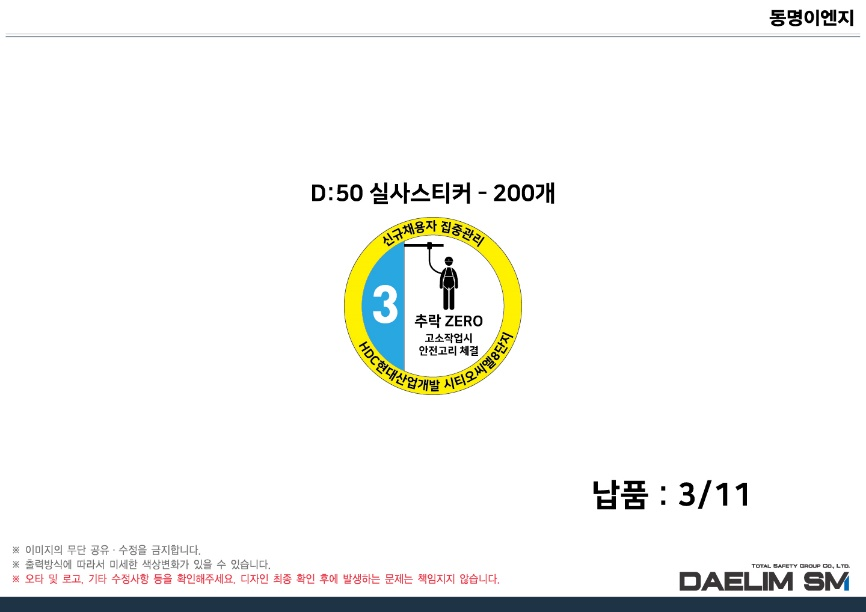 동명이엔지
D:50 실사스티커 - 200개
신규채용자 집중관리
3
추락 ZERO
고소작업시
안전고리 체결
HDC현대산업개발 시티오씨엘8단지
납품 : 3/11
※ 이미지의 무단 공유·수정을 금지합니다.
※ 출력방식에 따라서 미세한 색상변화가 있을 수 있습니다.
※ 오타 및 로고, 기타 수정사항 등을 확인해주세요. 디자인 최종 확인 후에 발생하는 문제는 책임지지 않습니다.
TOTAL SAFETY GROUP CO., LTD.
DAELIM SM